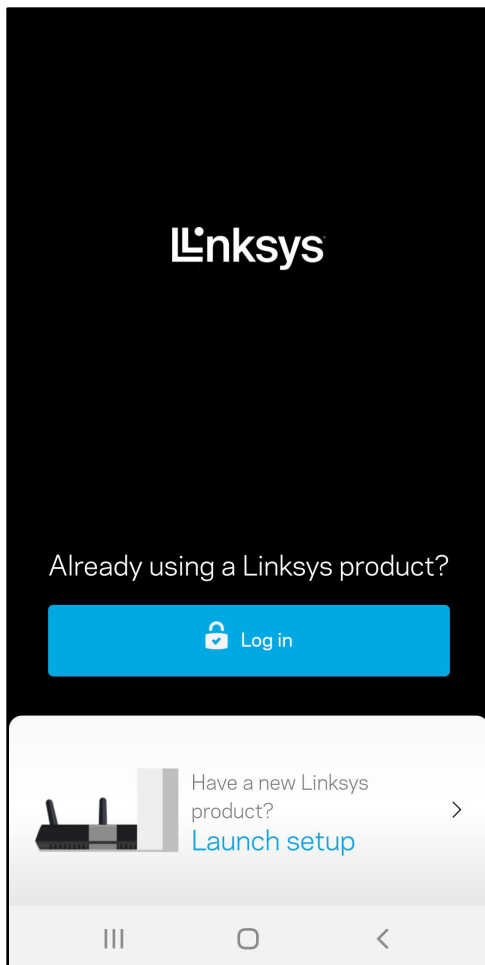 Linksys
Already using a Linksys product?
Log in
Have a new Linksys
product?
Launch setup